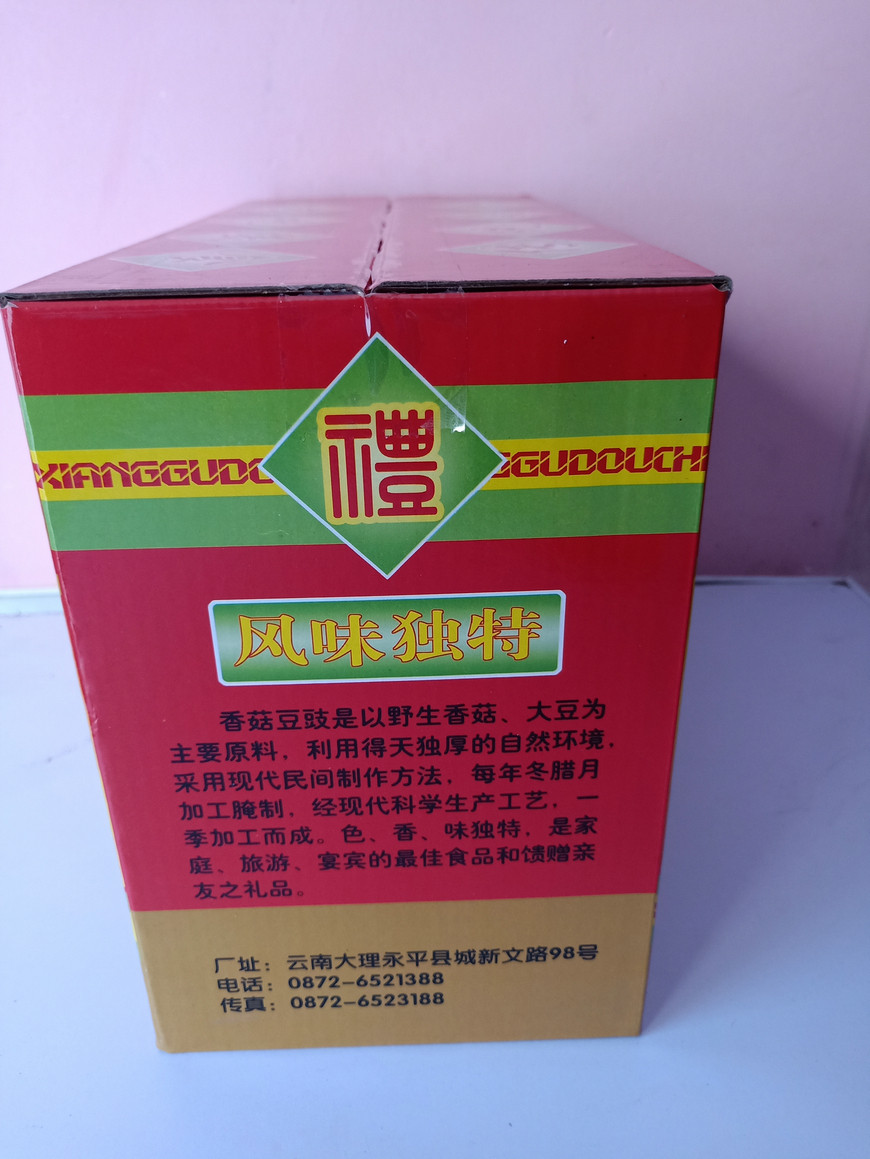 XIANGGUDO
禮
GGUDOUCHI
风味独特
香菇豆豉是以野生香菇、大豆为
主要原料，利用得天独厚的自然环境，
采用现代民间制作方法，每年冬腊月
加工腌制，经现代科学生产工艺，一
季加工而成。色、香、味独特，是家
庭、旅游、宴宾的最佳食品和馈赠亲
友之礼品。
厂址：云南大理永平县城新文路98号
电话：0872-6521388
传真：0872-6523188